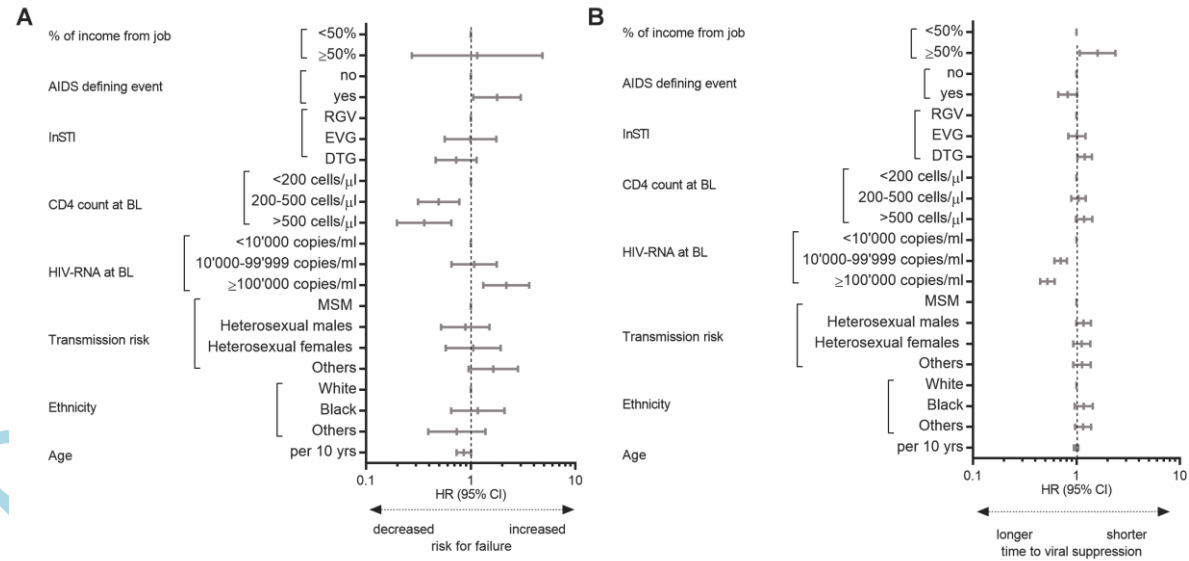 A
% of income from job
<50%
≥50%
AIDS defining event
no
yes
InSTI
RGV
EVG
DTG
CD4 count at BL
<200 cells/μl
200-500 cells/μl
>500 cells/μl
HIV-RNA at BL
<10'000 copies/ml
10'000-99'999 copies/ml
≥100'000 copies/ml
Transmission risk
MSM
Heterosexual males
Heterosexual females
Others
Ethnicity
White
Black
Others
Age
per 10 yrs
0.1 1 10
HR (95% CI)
decreased increased
risk for failure
B
% of income from job
<50%
≥50%
AIDS defining event
no
yes
InSTI
RGV
EVG
DTG
CD4 count at BL
<200 cells/μl
200-500 cells/μl
>500 cells/μl
HIV-RNA at BL
<10'000 copies/ml
10'000-99'999 copies/ml
≥100'000 copies/ml
Transmission risk
MSM
Heterosexual males
Heterosexual females
Others
Ethnicity
White
Black
Others
Age
per 10 yrs
0.1 1 10
HR (95% CI)
longer shorter
time to viral suppression